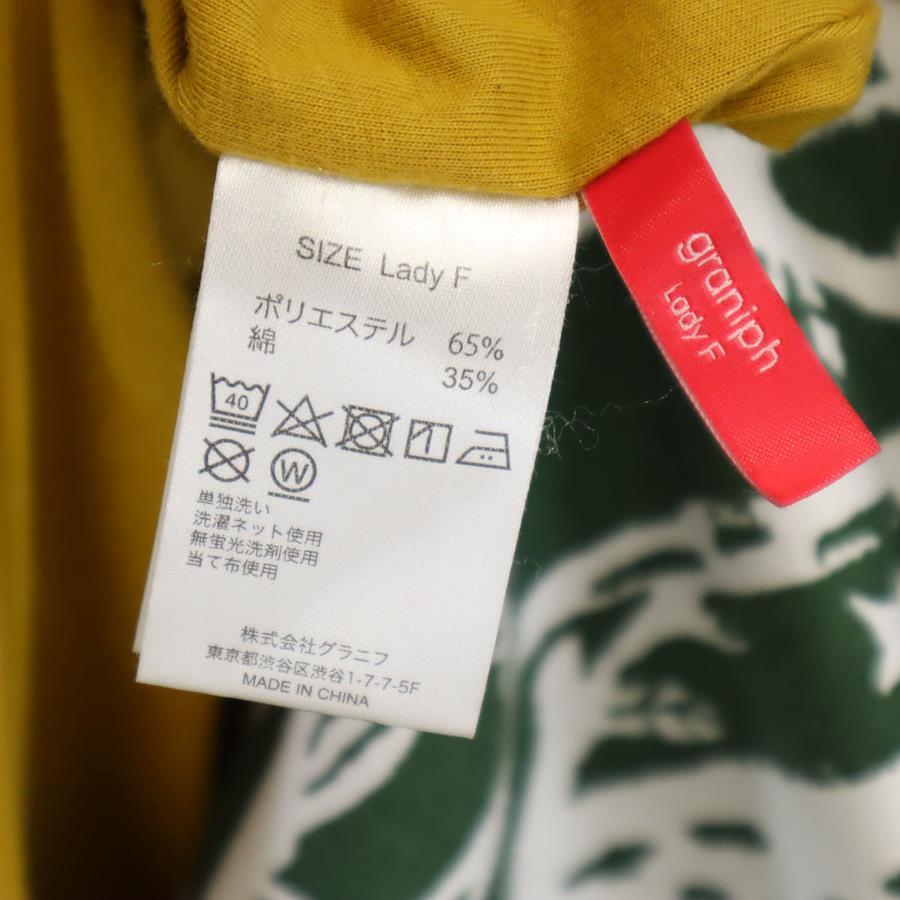 SIZE Lady F
ポリエステル 65%
綿 35%
40
W
単独洗い
洗濯ネット使用
無蛍光洗剤使用
当て布使用
株式会社グラニフ
東京都渋谷区渋谷1-7-7-5F
MADE IN CHINA
graniph
Lady F